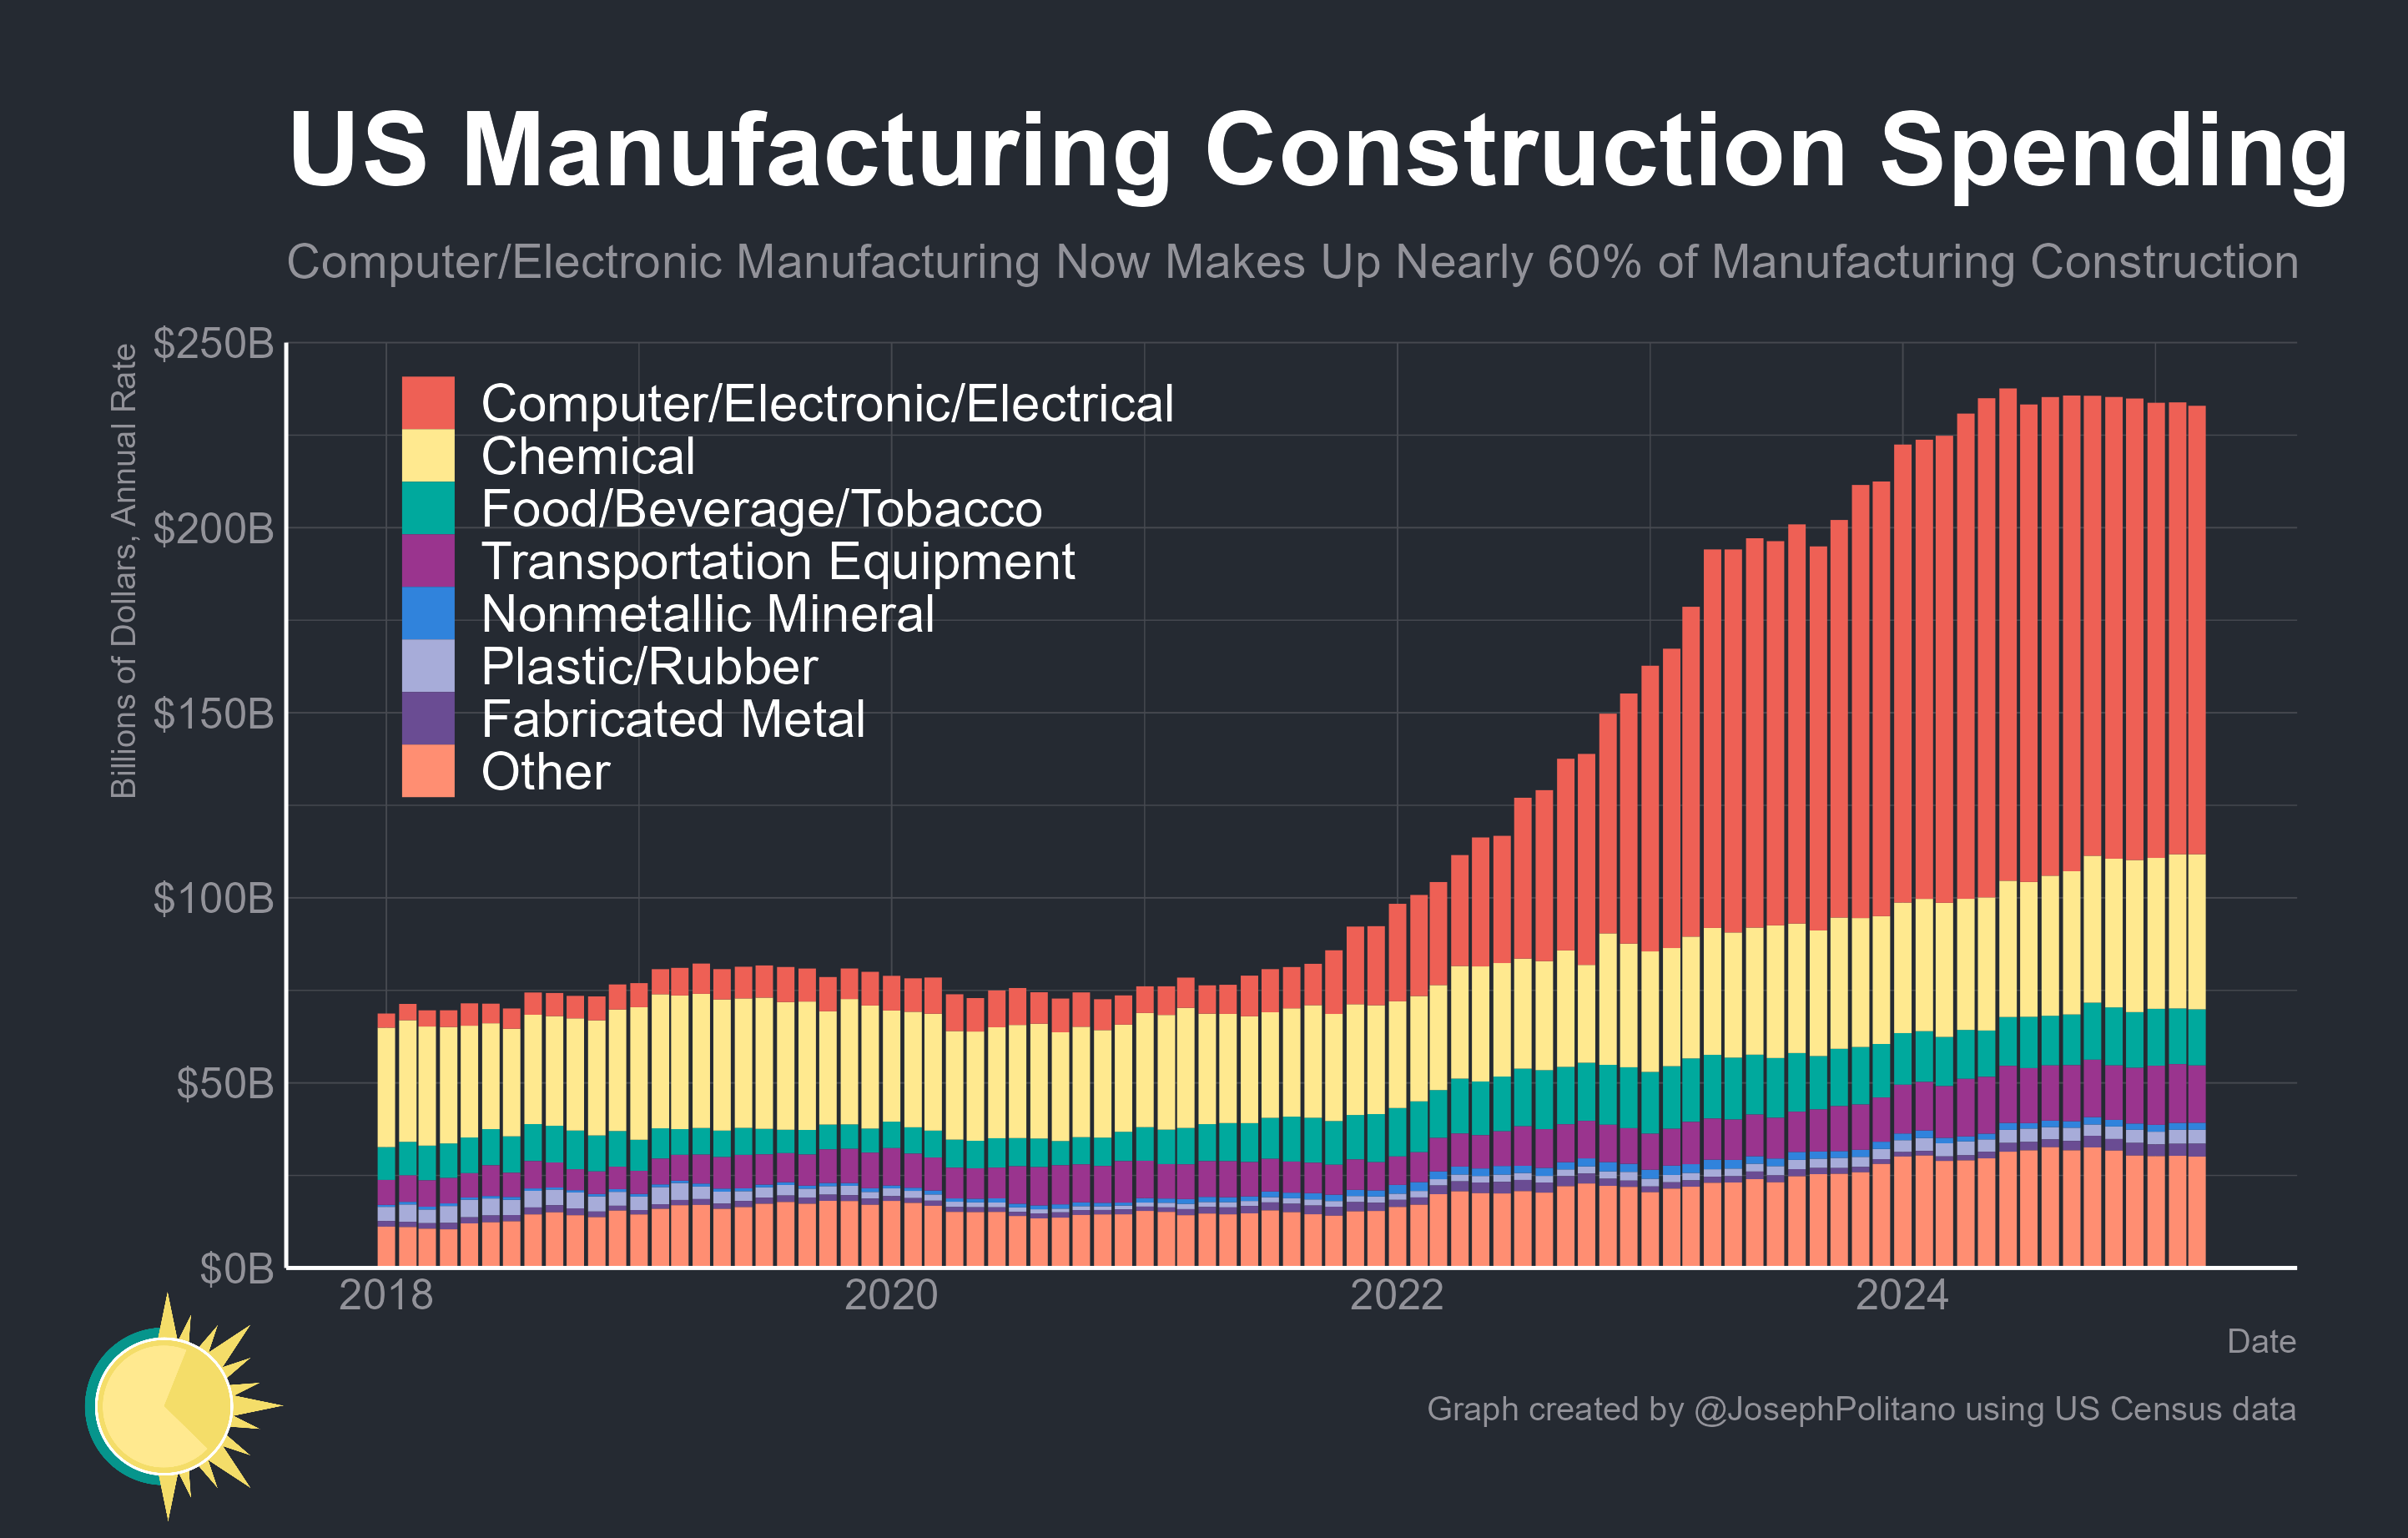 US Manufacturing Construction Spending
Computer/Electronic Manufacturing Now Makes Up Nearly 60% of Manufacturing Construction
Billions of Dollars, Annual Rate
$250B
$200B
$150B
$100B
$50B
$0B
Computer/Electronic/Electrical
Chemical
Food/Beverage/Tobacco
Transportation Equipment
Nonmetallic Mineral
Plastic/Rubber
Fabricated Metal
Other
2018 2020 2022 2024
Date
Graph created by @JosephPolitano using US Census data